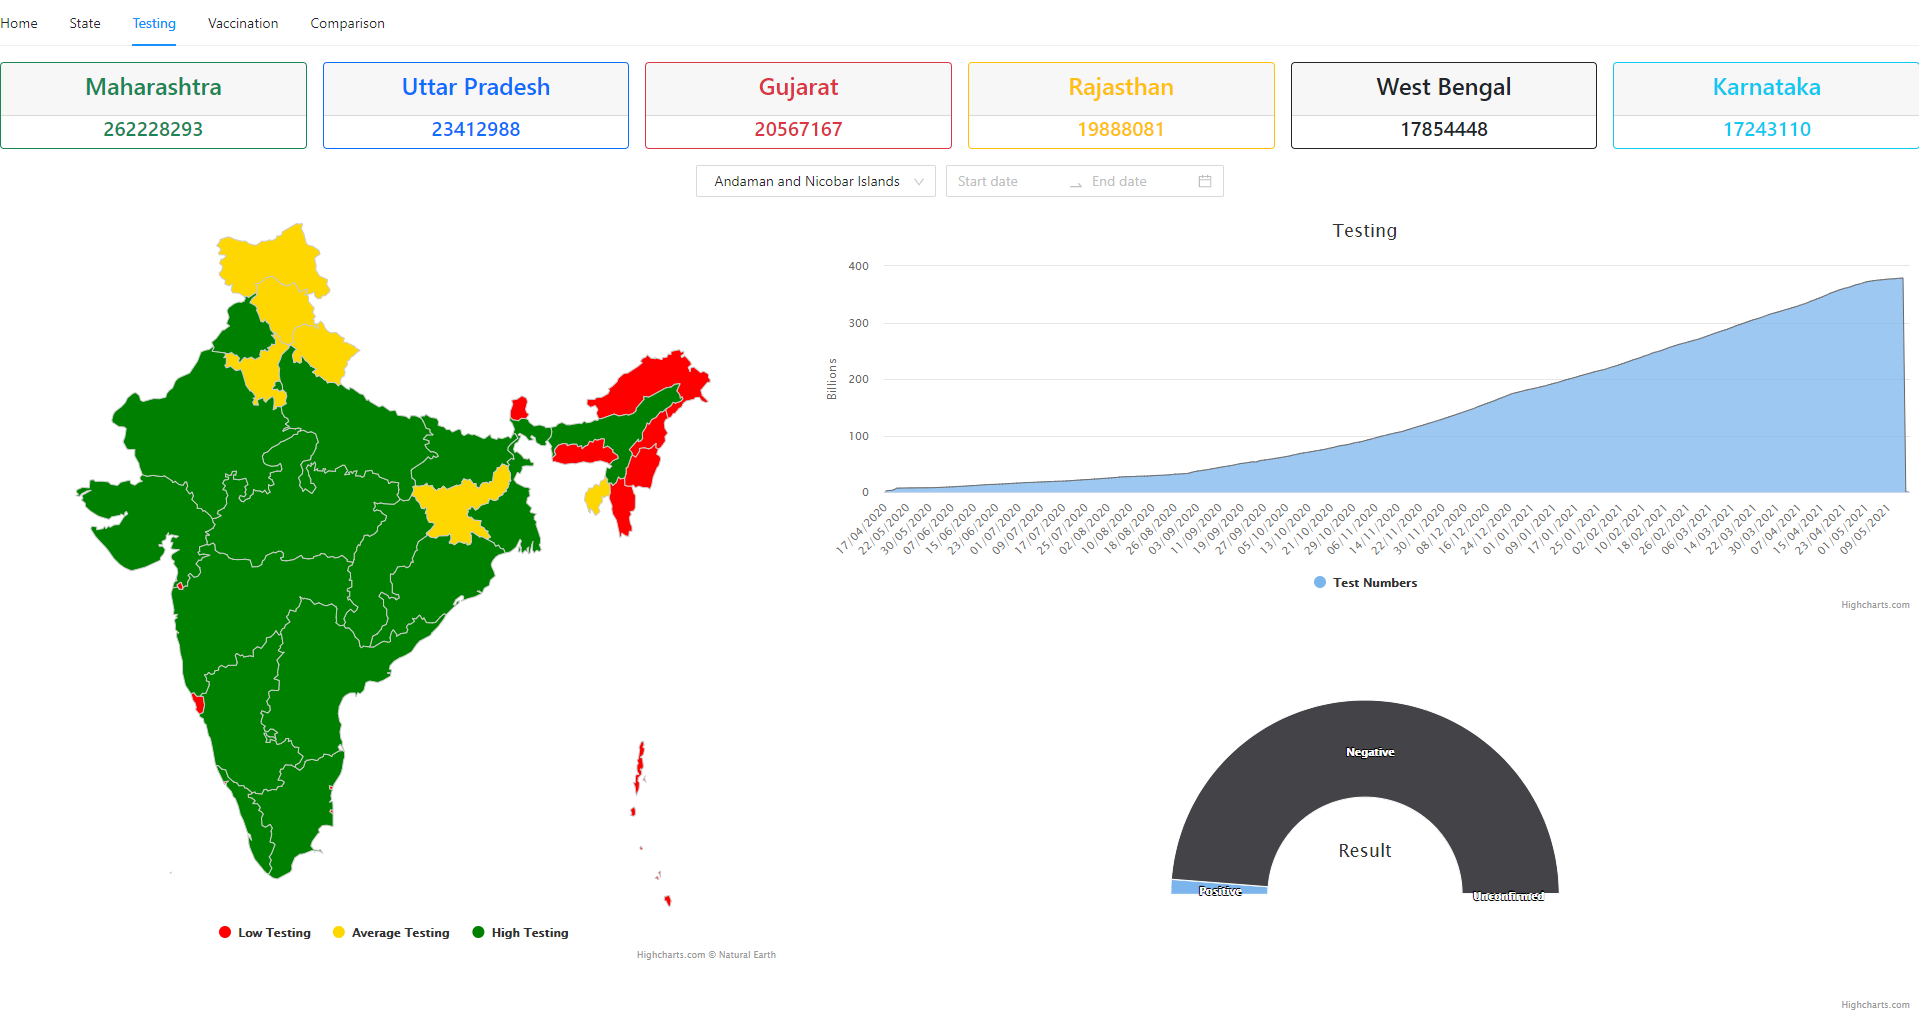 Home State Testing Vaccination Comparison
Maharashtra Uttar Pradesh Gujarat Rajasthan West Bengal Karnataka
262228293 23412988 20567167 19888081 17854448 17243110
Andaman and Nicobar Islands Start date End date
Testing
Billions
400
300
200
100
0
17/04/2020 22/05/2020 30/05/2020 07/06/2020 15/06/2020 23/06/2020 01/07/2020 09/07/2020 17/07/2020 25/07/2020 02/08/2020 10/08/2020 18/08/2020 26/08/2020 03/09/2020 11/09/2020 19/09/2020 27/09/2020 05/10/2020 13/10/2020 21/10/2020 29/10/2020 06/11/2020 14/11/2020 22/11/2020 30/11/2020 08/12/2020 16/12/2020 24/12/2020 01/01/2021 09/01/2021 17/01/2021 25/01/2021 02/02/2021 10/02/2021 18/02/2021 26/02/2021 06/03/2021 14/03/2021 22/03/2021 30/03/2021 07/04/2021 15/04/2021 23/04/2021 01/05/2021 09/05/2021
Test Numbers
Highcharts.com
Negative
Result
Positive
Unconfirmed
Low Testing Average Testing High Testing
Highcharts.com © Natural Earth
Highcharts.com